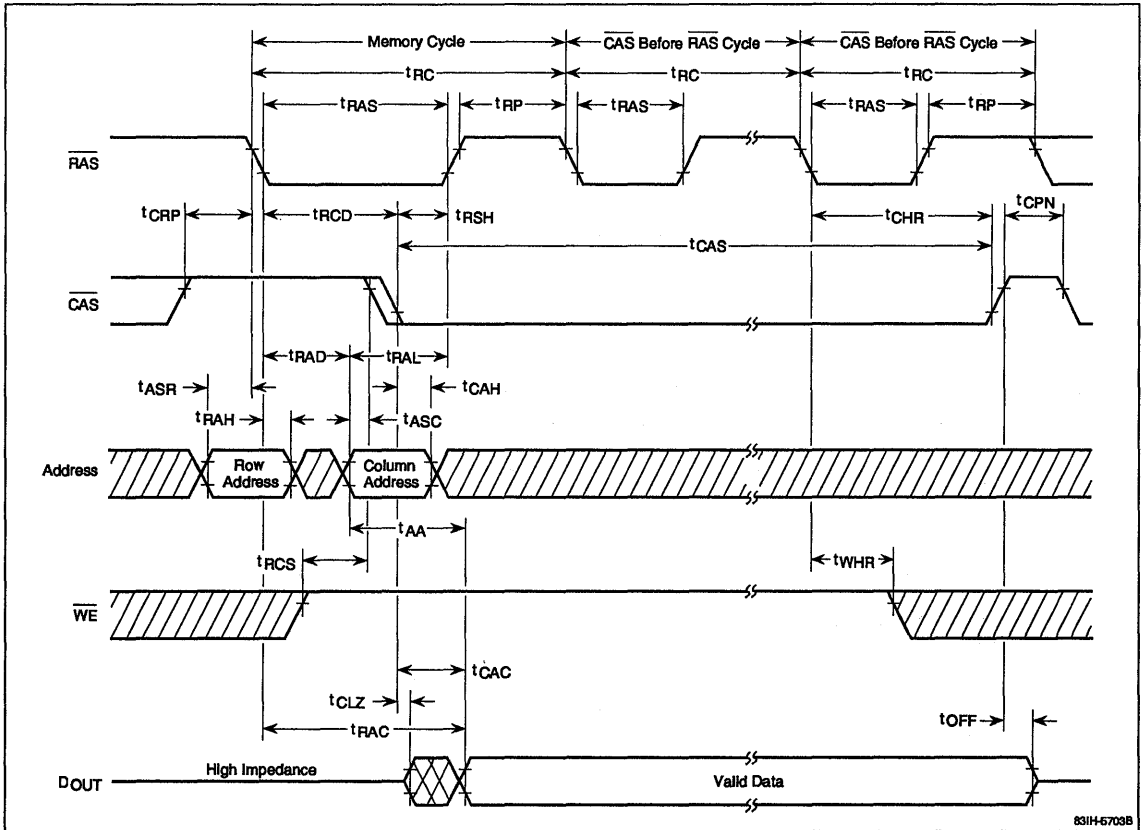 Memory Cycle
CAS Before RAS Cycle
CAS Before RAS Cycle
tRC
tRC
tRC
tRAS
tRP
tRAS
tRAS
tRP
RAS
tCRP
tRCD
tRSH
tCHR
tCPN
tCAS
CAS
tRAD
tRAL
tASR
tCAH
tRAH
tASC
Address
Row Address
Column Address
tAA
tRCS
tWHR
WE
tCAC
tCLZ
tRAC
tOFF
DOUT
High Impedance
Valid Data
83IH-5703B